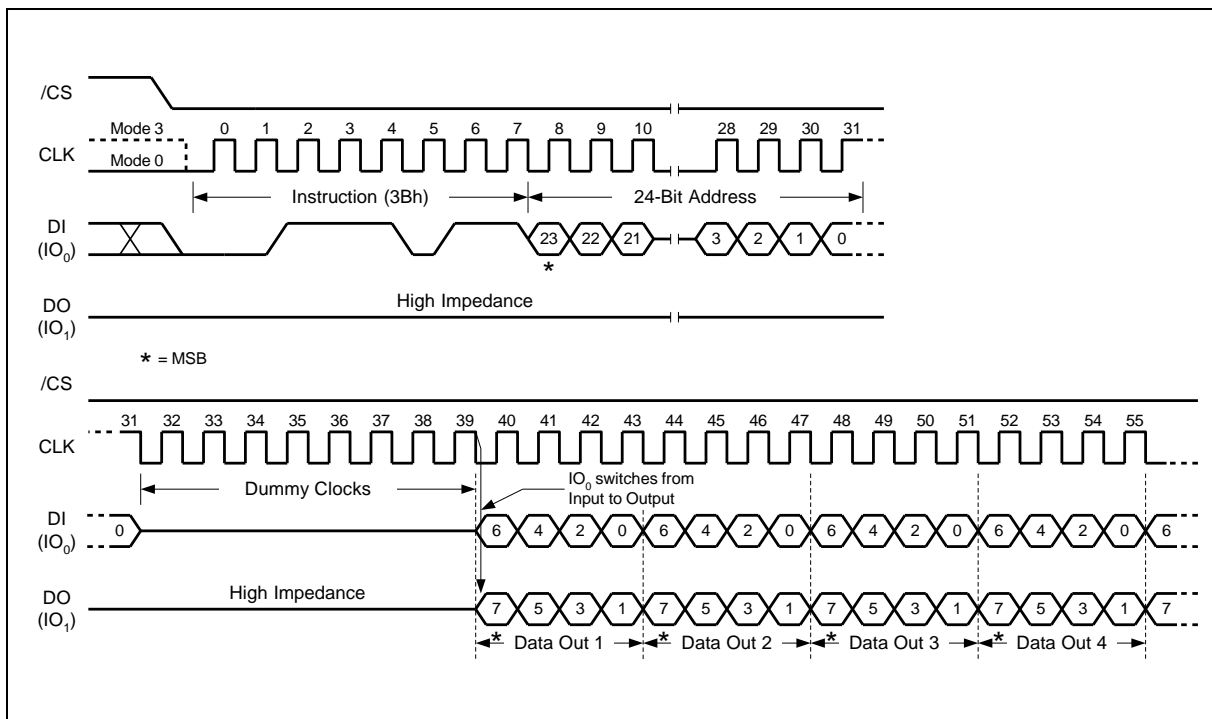 /CS
Mode 3 0 1 2 3 4 5 6 7 8 9 10 28 29 30 31
CLK
Mode 0
Instruction (3Bh) 24-Bit Address
DI
(IO0) 23 22 21 3 2 1 0
*
High Impedance
DO
(IO1)
* = MSB
/CS
31 32 33 34 35 36 37 38 39 40 41 42 43 44 45 46 47 48 49 50 51 52 53 54 55
CLK
Dummy Clocks
IO0 switches from
Input to Output
DI
(IO0) 0 6 4 2 0 6 4 2 0 6 4 2 0 6 4 2 0 6
High Impedance
DO
(IO1) 7 5 3 1 7 5 3 1 7 5 3 1 7 5 3 1 7
* Data Out 1 * Data Out 2 * Data Out 3 * Data Out 4